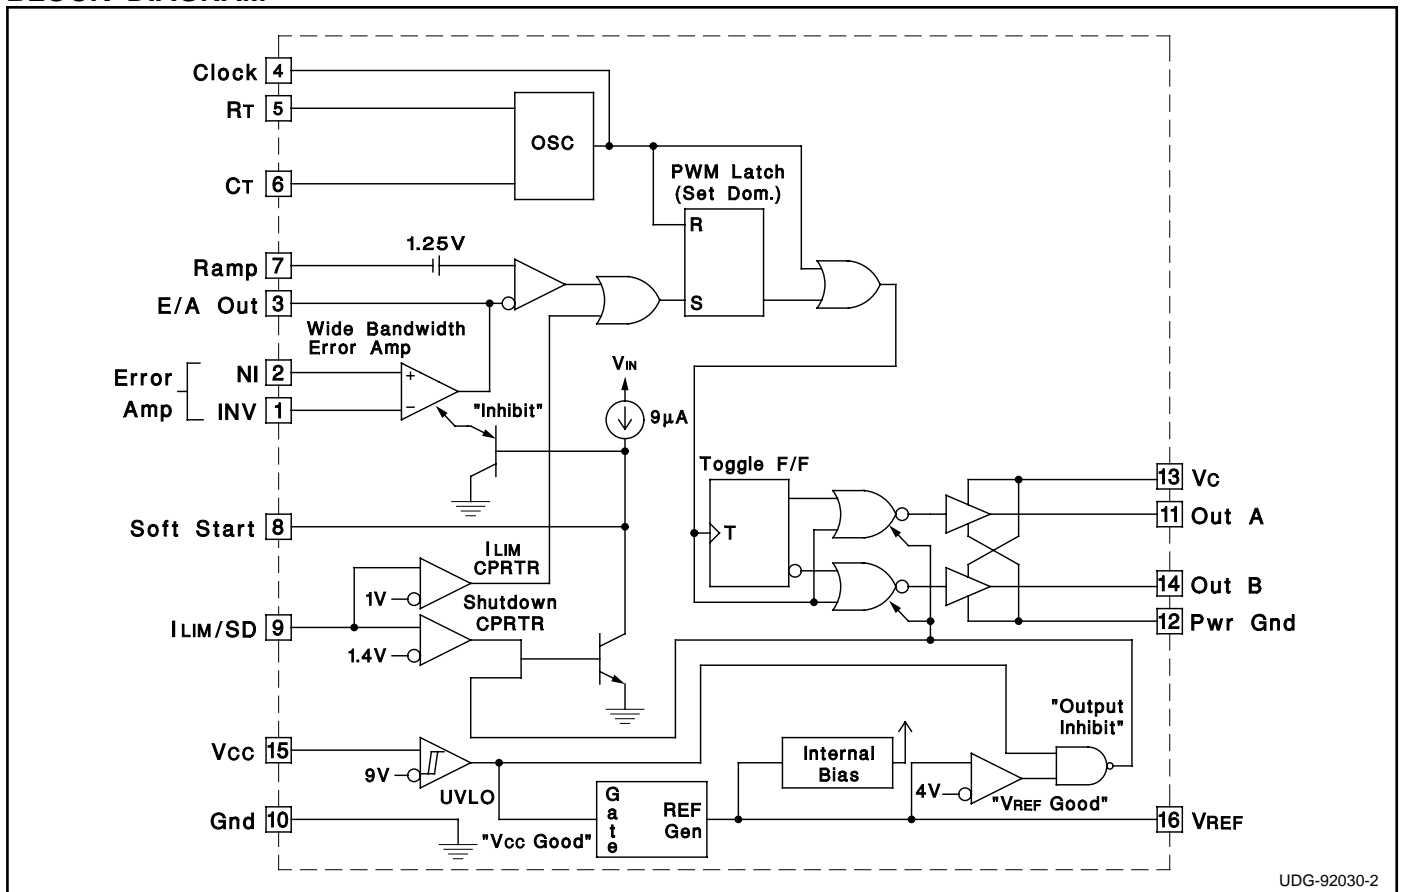 Clock 4
RT 5
OSC
CT 6
PWM Latch
(Set Dom.)
R
S
1.25V
Ramp 7
E/A Out 3
Wide Bandwidth
Error Amp
Error
Amp
NI 2
INV 1
+
−
"Inhibit"
VIN
9µA
Toggle F/F
T
13 VC
11 Out A
14 Out B
12 Pwr Gnd
Soft Start 8
ILIM
CPRTR
1V
Shutdown
CPRTR
ILIM/SD 9
1.4V
"Output
Inhibit"
VCC 15
9V
UVLO
Internal
Bias
4V
"VREF Good"
Gnd 10
"VCC Good"
Gate
REF
Gen
16 VREF
UDG-92030-2